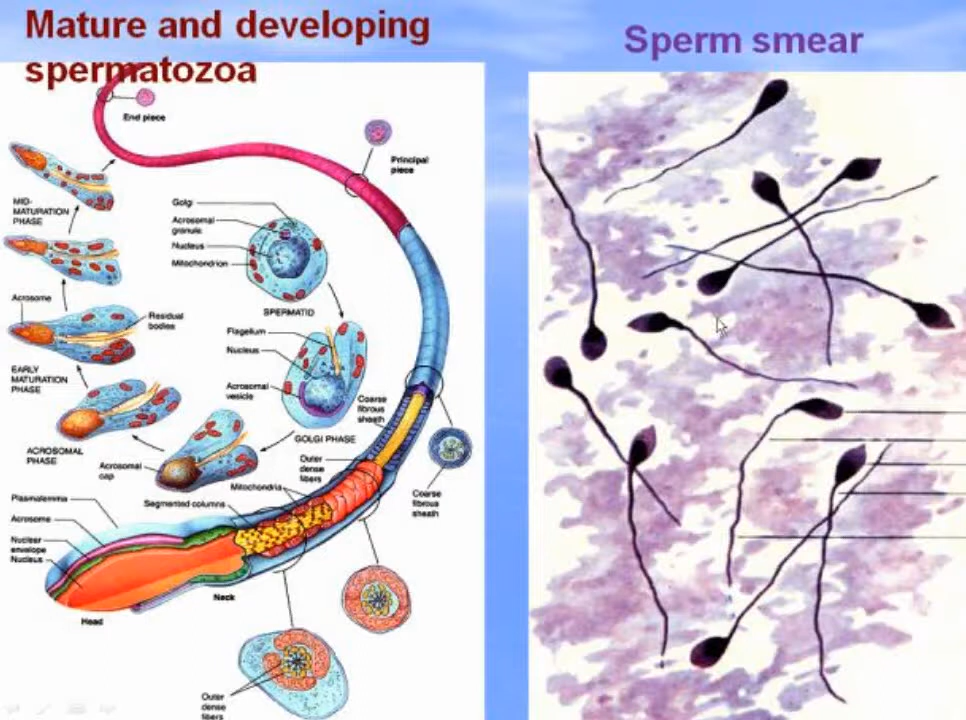 Mature and developing
spermatozoa
Sperm smear
End piece
Principal
piece
MID-
MATURATION
PHASE
Golgi
Acrosomal
granule
Nucleus
Mitochondrion
SPERMATID
Acrosome
Residual
bodies
Flagellum
Nucleus
EARLY
MATURATION
PHASE
Acrosomal
vesicle
Coarse
fibrous
sheath
GOLGI PHASE
ACROSOMAL
PHASE
Acrosomal
cap
Outer
dense
fibers
Mitochondria
Coarse
fibrous
sheath
Segmented columns
Plasmalemma
Acrosome
Nuclear
envelope
Nucleus
Neck
Head
Outer
dense
fibers